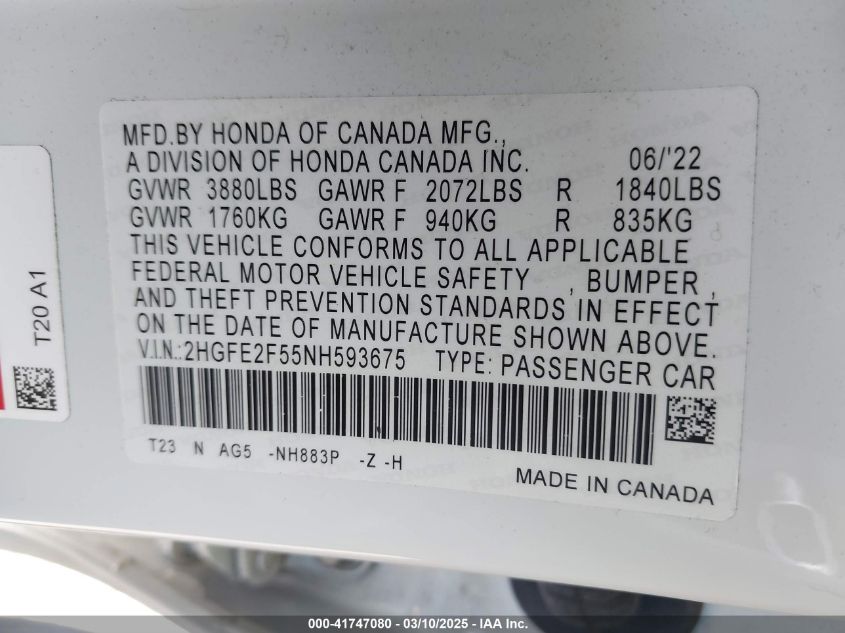 MFD.BY HONDA OF CANADA MFG.,
A DIVISION OF HONDA CANADA INC. 06/'22
GVWR 3880LBS GAWR F 2072LBS R 1840LBS
GVWR 1760KG GAWR F 940KG R 835KG
THIS VEHICLE CONFORMS TO ALL APPLICABLE
FEDERAL MOTOR VEHICLE SAFETY , BUMPER ,
AND THEFT PREVENTION STANDARDS IN EFFECT
ON THE DATE OF MANUFACTURE SHOWN ABOVE.
V.I.N.:2HGFE2F55NH593675 TYPE: PASSENGER CAR
T23 N AG5 -NH883P -Z -H
MADE IN CANADA
T20 A1
000-41747080 — 03/10/2025 — IAA Inc.